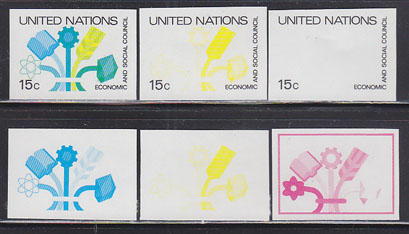 UNITED NATIONS
15c
ECONOMIC
AND SOCIAL COUNCIL
UNITED NATIONS
15c
ECONOMIC
AND SOCIAL COUNCIL
UNITED NATIONS
15c
ECONOMIC
AND SOCIAL COUNCIL